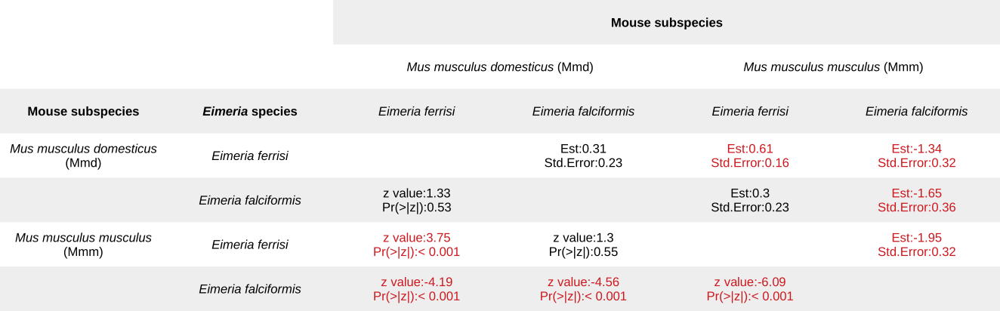 Mouse subspecies
Mus musculus domesticus (Mmd) Mus musculus musculus (Mmm)
Mouse subspecies Eimeria species Eimeria ferrisi Eimeria falciformis Eimeria ferrisi Eimeria falciformis
Mus musculus domesticus
(Mmd)
Eimeria ferrisi
Est:0.31
Std.Error:0.23
Est:0.61
Std.Error:0.16
Est:-1.34
Std.Error:0.32
Eimeria falciformis
z value:1.33
Pr(>|z|):0.53
Est:0.3
Std.Error:0.23
Est:-1.65
Std.Error:0.36
Mus musculus musculus
(Mmm)
Eimeria ferrisi
z value:3.75
Pr(>|z|):< 0.001
z value:1.3
Pr(>|z|):0.55
Est:-1.95
Std.Error:0.32
Eimeria falciformis
z value:-4.19
Pr(>|z|):< 0.001
z value:-4.56
Pr(>|z|):< 0.001
z value:-6.09
Pr(>|z|):< 0.001